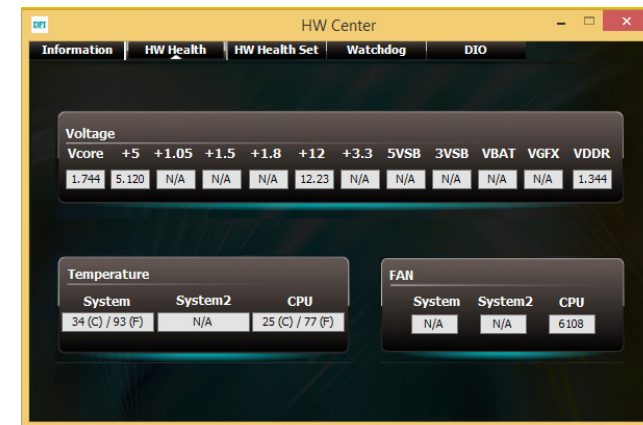 DFI HW Center
Information HW Health HW Health Set Watchdog DIO
Voltage
Vcore +5 +1.05 +1.5 +1.8 +12 +3.3 5VSB 3VSB VBAT VGFX VDDR
1.744 5.120 N/A N/A N/A 12.23 N/A N/A N/A N/A N/A 1.344
Temperature
System System2 CPU
34 (C) / 93 (F) N/A 25 (C) / 77 (F)
FAN
System System2 CPU
N/A N/A 6108